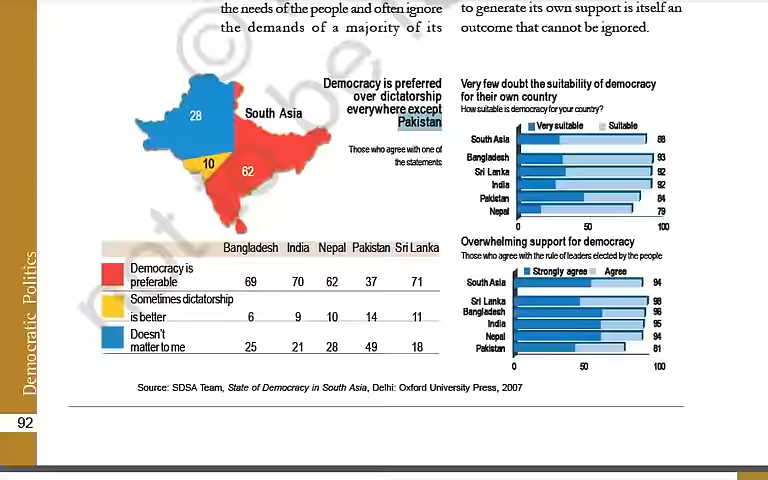 the needs of the people and often ignore
the demands of a majority of its
to generate its own support is itself an
outcome that cannot be ignored.
© not to be
Democracy is preferred
over dictatorship
everywhere except
Pakistan
Those who agree with one of
the statements
South Asia
28
10
62
Bangladesh India Nepal Pakistan Sri Lanka
Democracy is
preferable 69 70 62 37 71
Sometimes dictatorship
is better 6 9 10 14 11
Doesn't
matter to me 25 21 28 49 18
Very few doubt the suitability of democracy
for their own country
How suitable is democracy for your country?
Very suitable Suitable
South Asia 88
Bangladesh 93
Sri Lanka 92
India 92
Pakistan 84
Nepal 79
0 50 100
Overwhelming support for democracy
Those who agree with the rule of leaders elected by the people
Strongly agree Agree
South Asia 94
Sri Lanka 98
Bangladesh 98
India 95
Nepal 94
Pakistan 81
0 50 100
Source: SDSA Team, State of Democracy in South Asia, Delhi: Oxford University Press, 2007
Democratic Politics
92